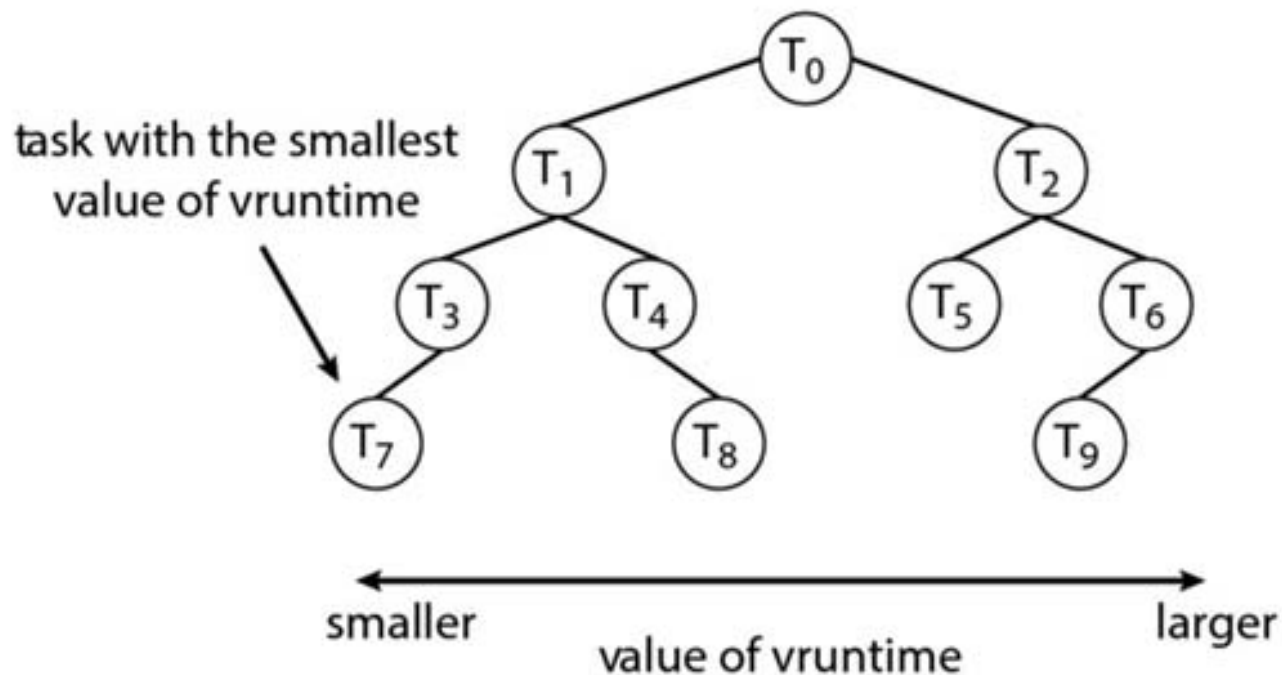 T0
task with the smallest
value of vruntime
T1
T2
T3
T4
T5
T6
T7
T8
T9
smaller
larger
value of vruntime